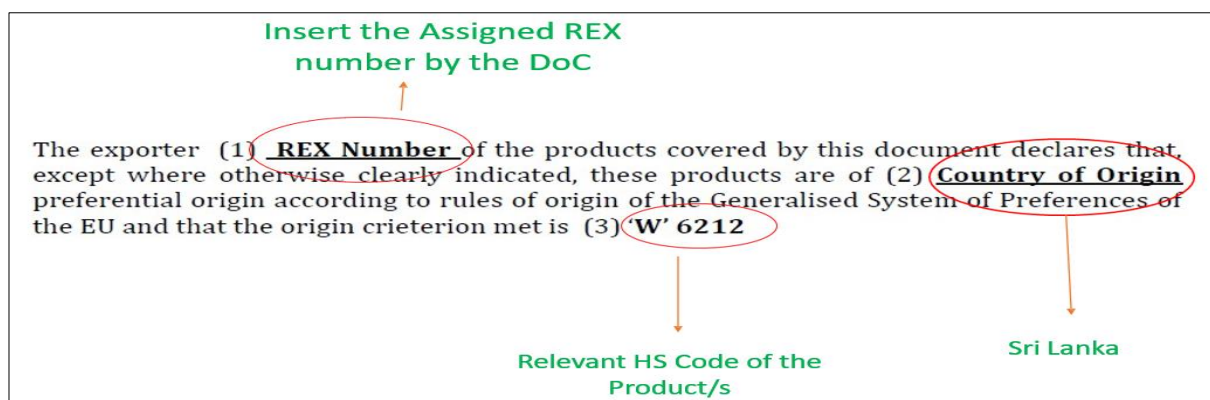 Insert the Assigned REX
number by the DoC
The exporter (1) REX Number of the products covered by this document declares that,
except where otherwise clearly indicated, these products are of (2) Country of Origin
preferential origin according to rules of origin of the Generalised System of Preferences of
the EU and that the origin crieterion met is (3) 'W' 6212
Relevant HS Code of the
Product/s
Sri Lanka